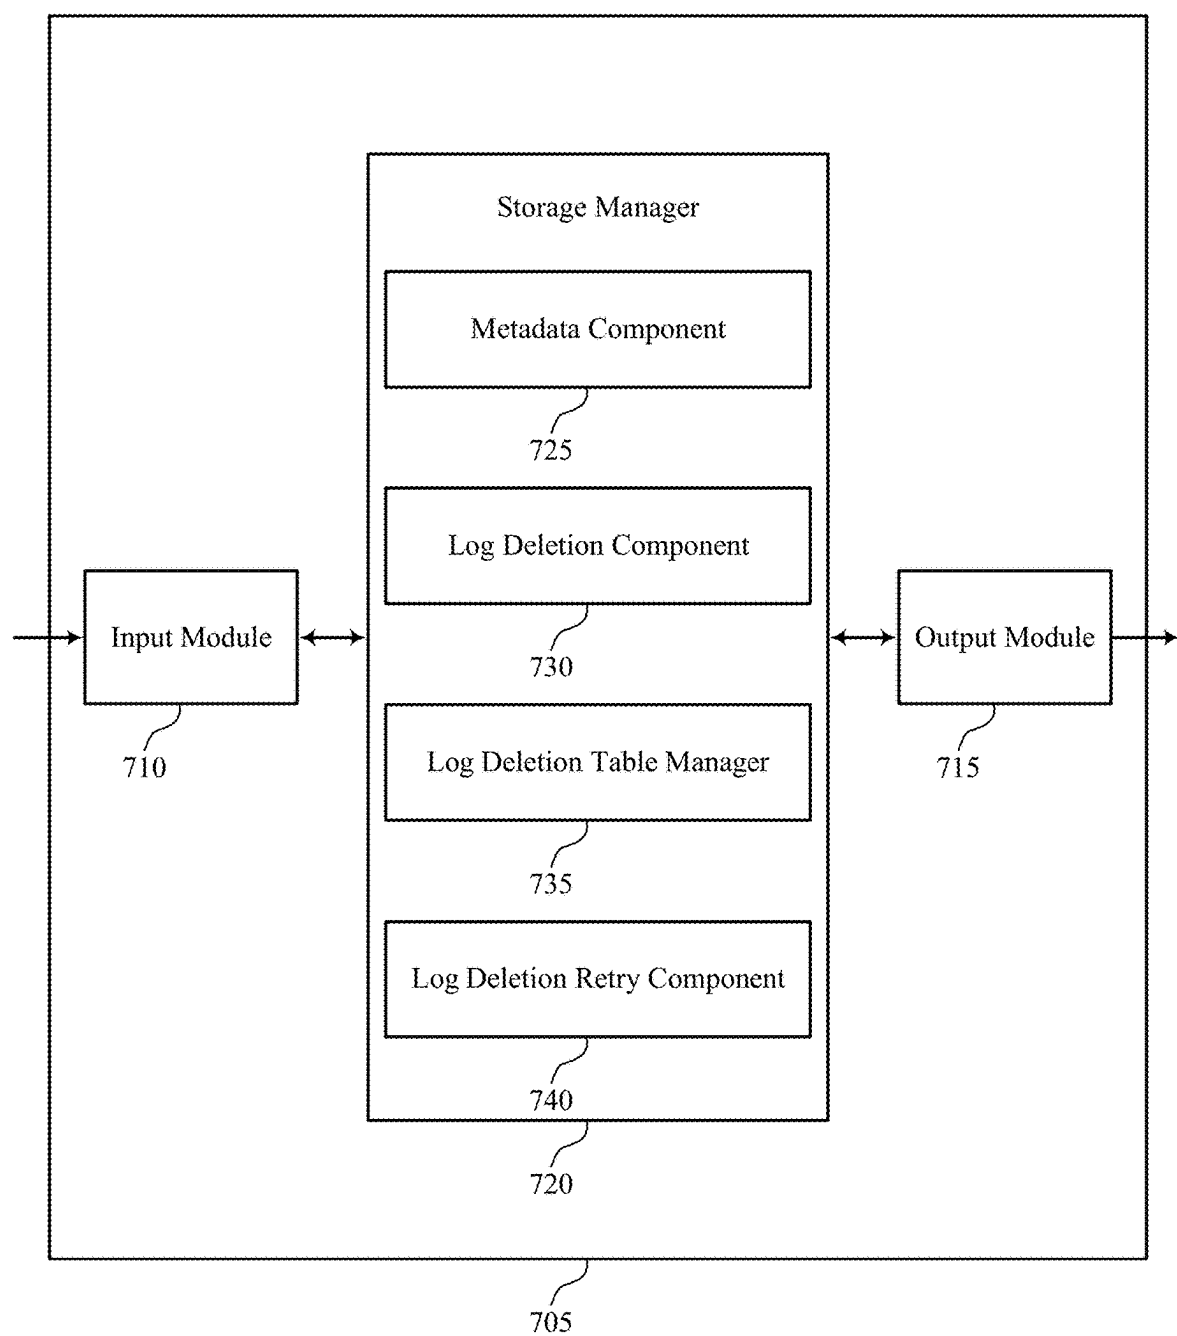 Storage Manager
Metadata Component
725
Log Deletion Component
730
Input Module
710
Output Module
715
Log Deletion Table Manager
735
Log Deletion Retry Component
740
720
705